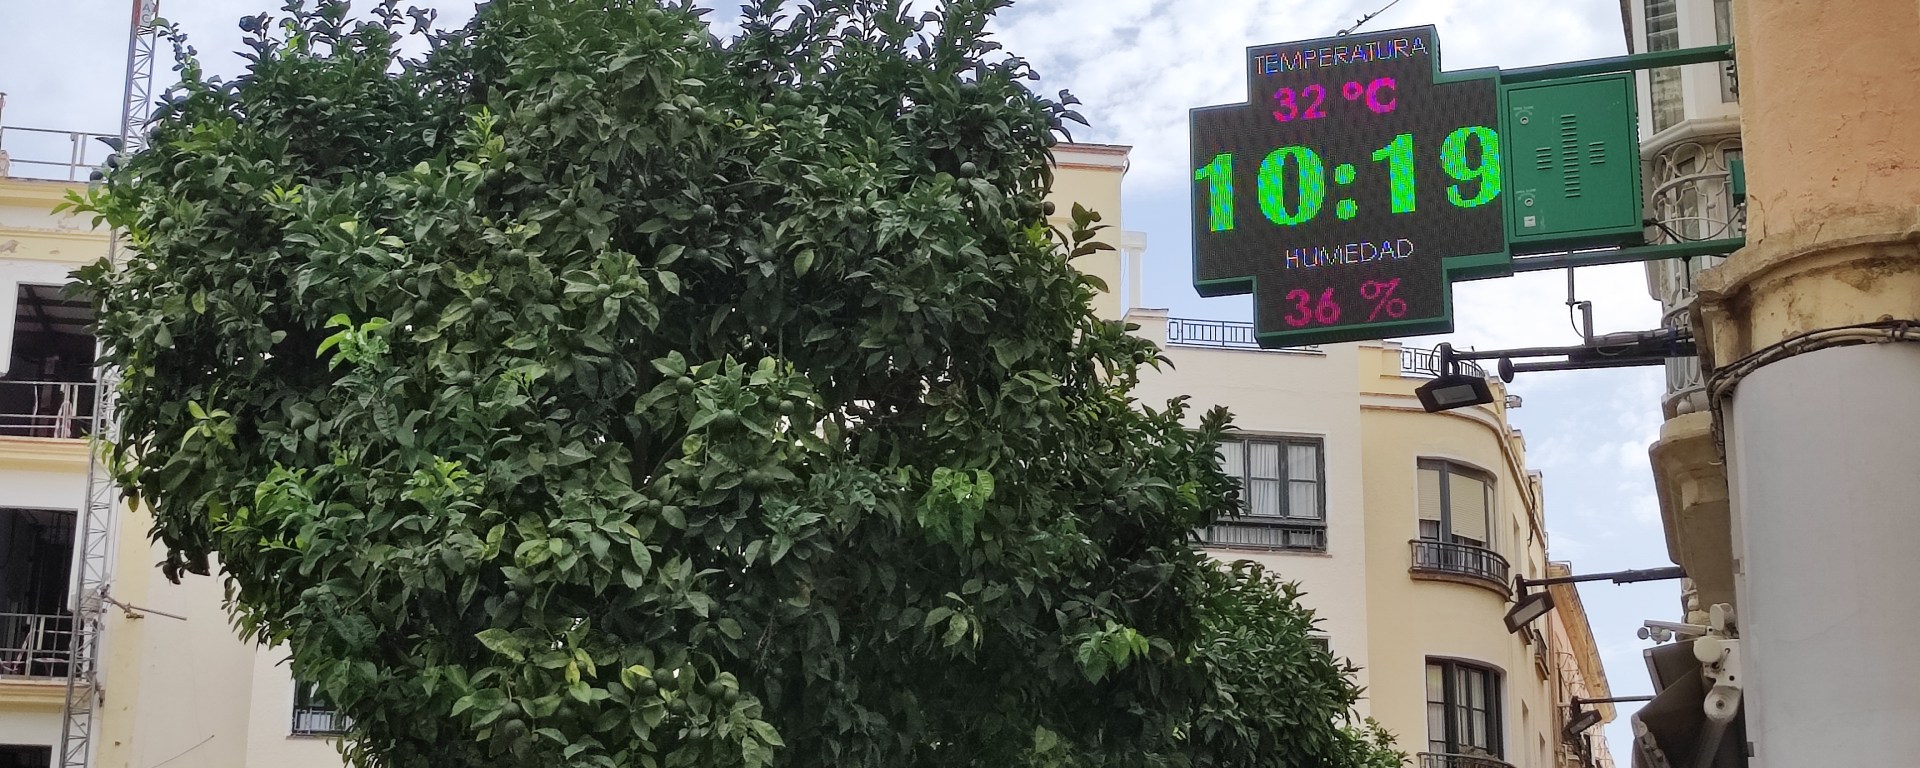 TEMPERATURA
32 °C
10:19
HUMEDAD
36 %